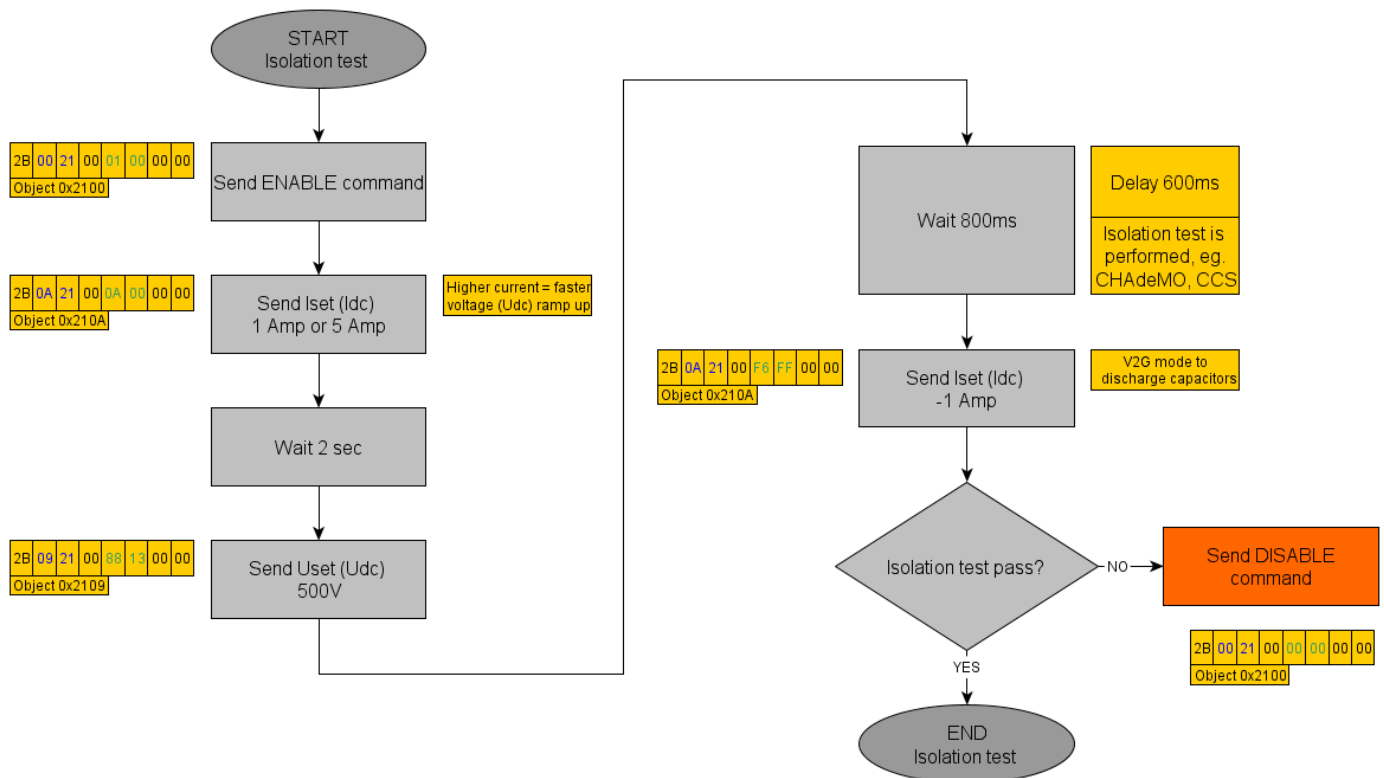 START
Isolation test
2B 00 21 00 01 00 00 00
Object 0x2100
Send ENABLE command
2B 0A 21 00 0A 00 00 00
Object 0x210A
Send Iset (Idc)
1 Amp or 5 Amp
Higher current = faster
voltage (Udc) ramp up
Wait 2 sec
2B 09 21 00 88 13 00 00
Object 0x2109
Send Uset (Udc)
500V
Wait 800ms
Delay 600ms
Isolation test is
performed, eg.
CHAdeMO, CCS
2B 0A 21 00 F6 FF 00 00
Object 0x210A
Send Iset (Idc)
-1 Amp
V2G mode to
discharge capacitors
Isolation test pass?
NO
Send DISABLE
command
2B 00 21 00 00 00 00 00
Object 0x2100
YES
END
Isolation test